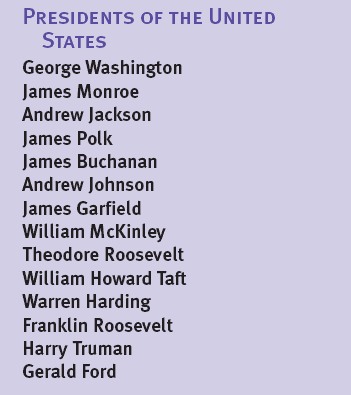 PRESIDENTS OF THE UNITED
STATES
George Washington
James Monroe
Andrew Jackson
James Polk
James Buchanan
Andrew Johnson
James Garfield
William McKinley
Theodore Roosevelt
William Howard Taft
Warren Harding
Franklin Roosevelt
Harry Truman
Gerald Ford